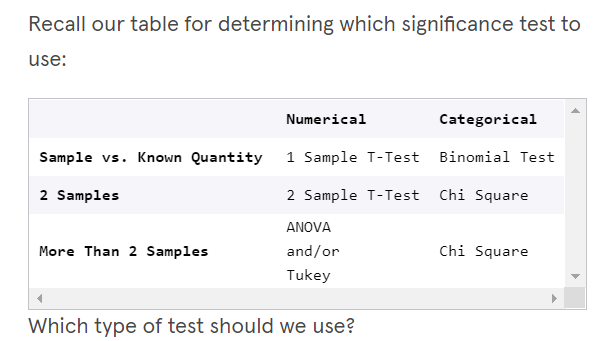 Recall our table for determining which significance test to
use:
Numerical Categorical
Sample vs. Known Quantity 1 Sample T-Test Binomial Test
2 Samples 2 Sample T-Test Chi Square
ANOVA
More Than 2 Samples and/or Chi Square
Tukey
Which type of test should we use?